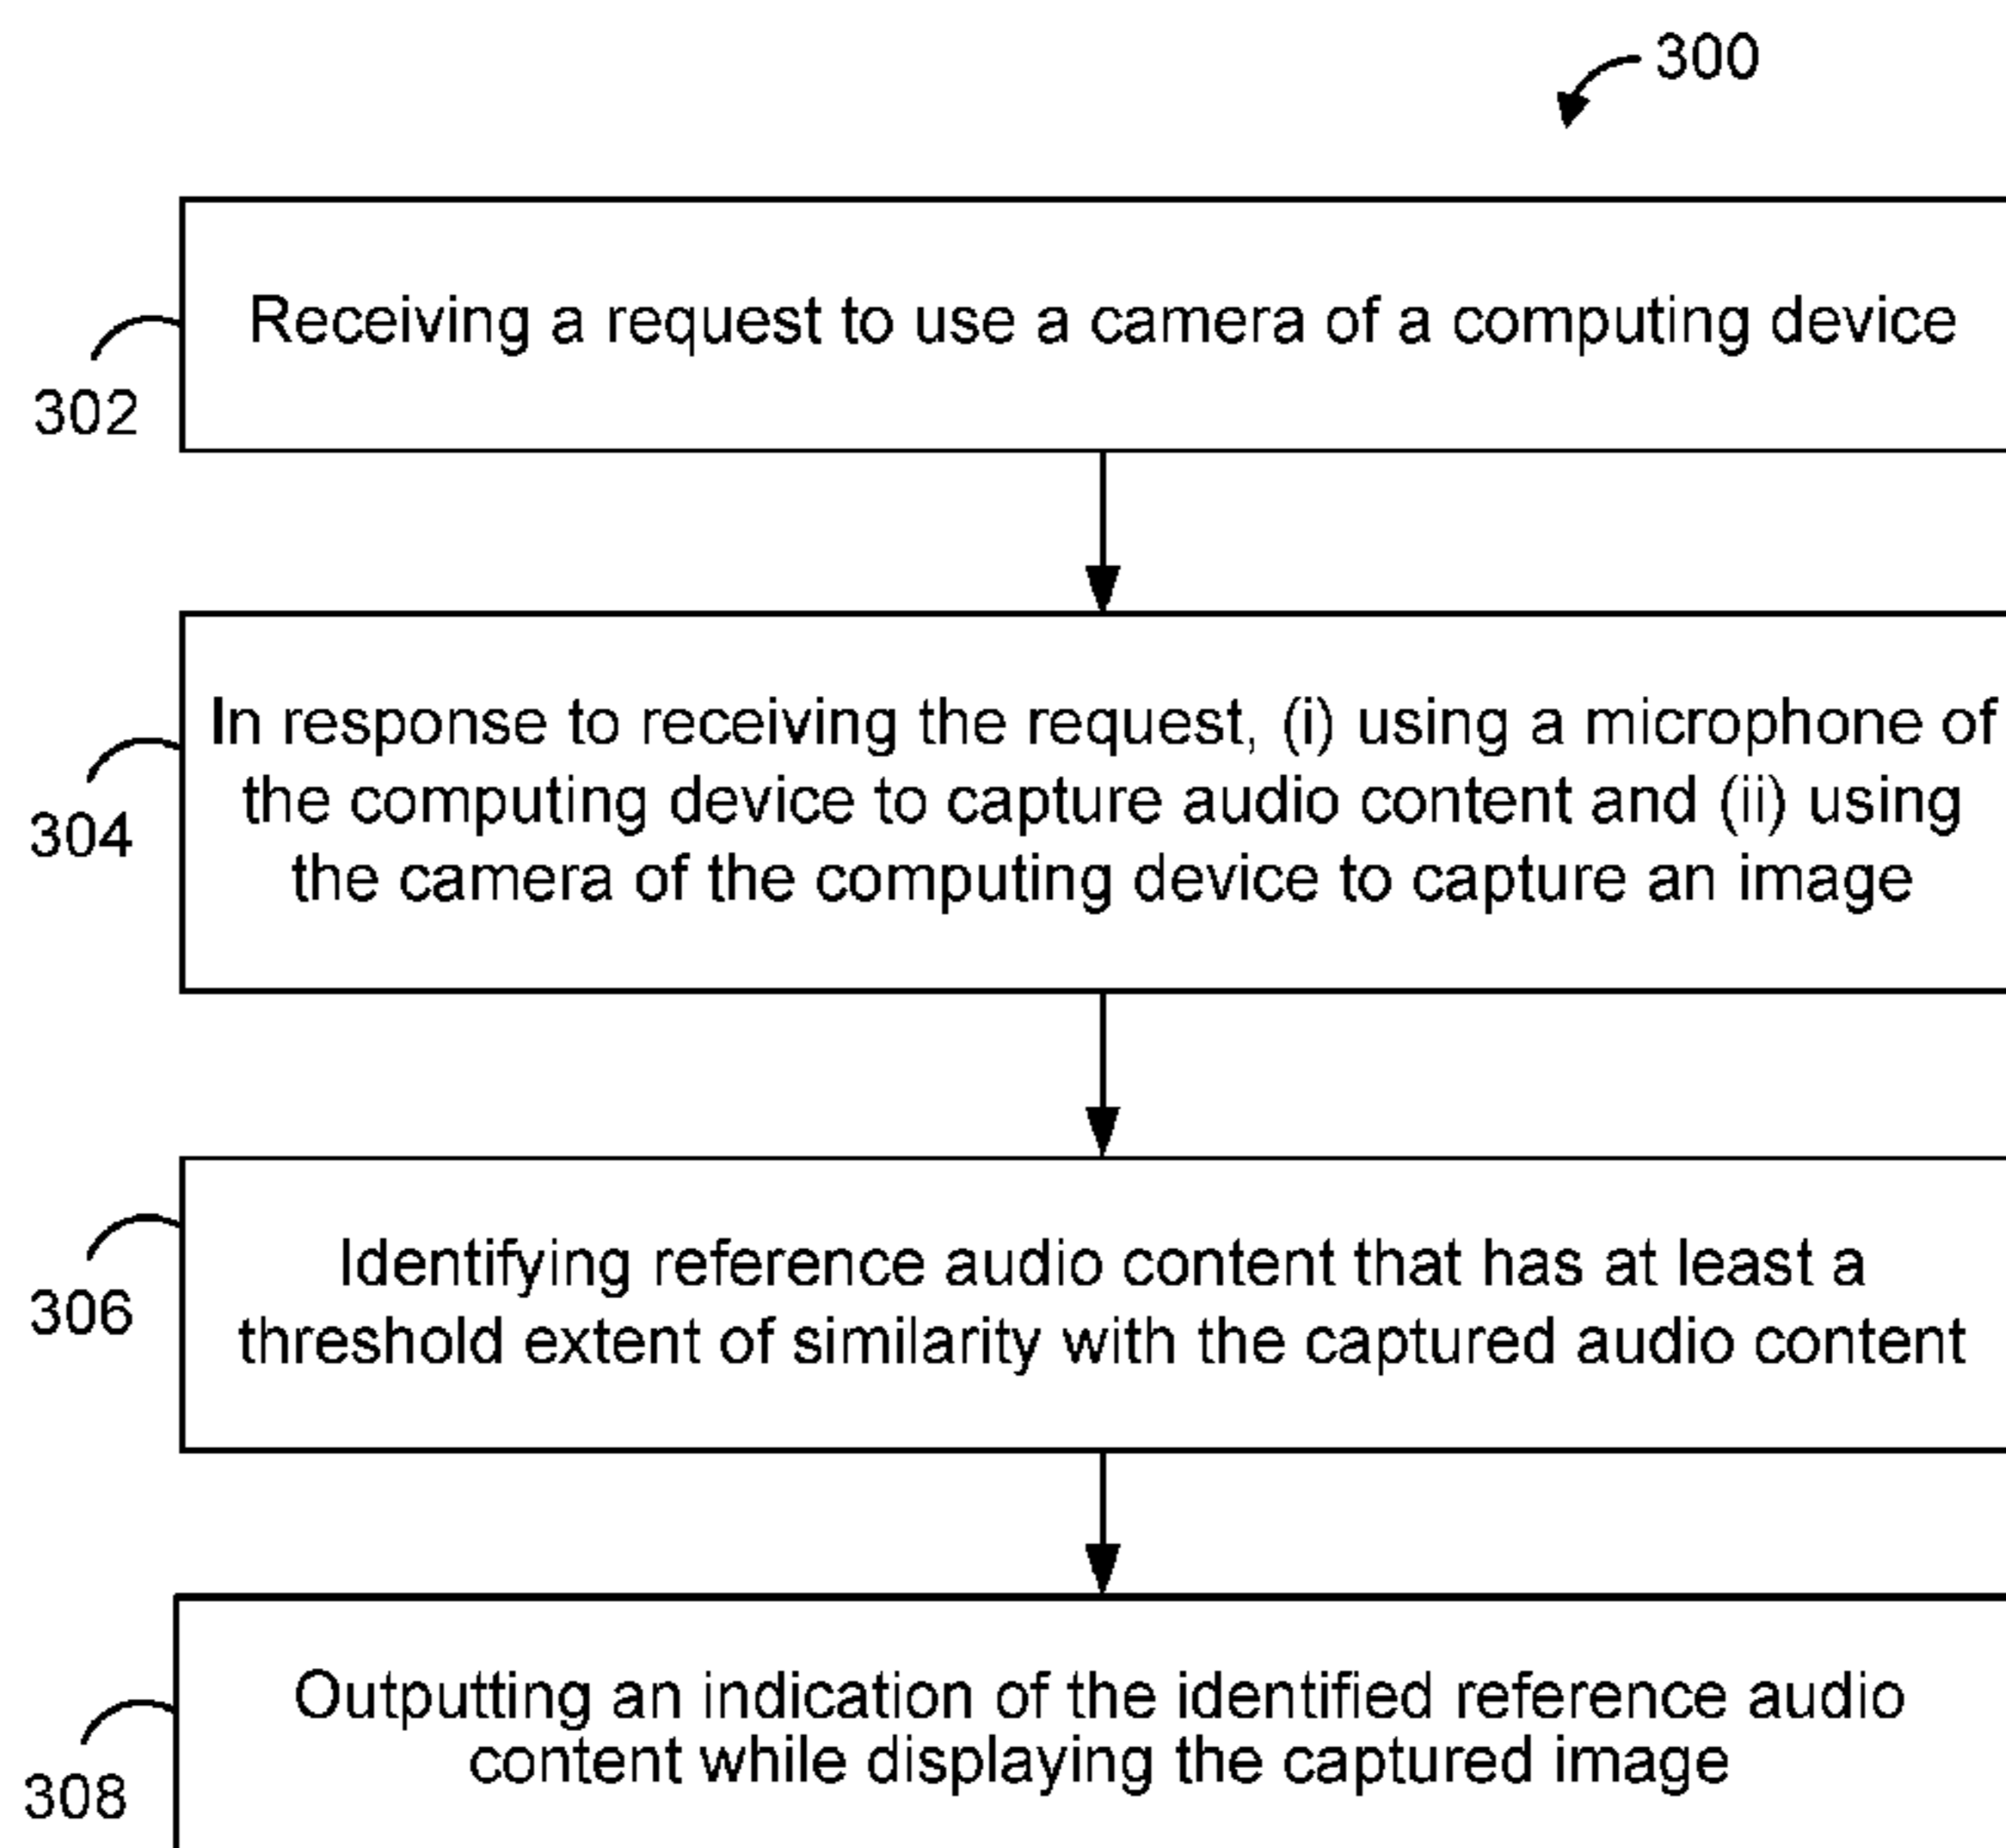 300
Receiving a request to use a camera of a computing device
302
In response to receiving the request, (i) using a microphone of
the computing device to capture audio content and (ii) using
the camera of the computing device to capture an image
304
Identifying reference audio content that has at least a
threshold extent of similarity with the captured audio content
306
Outputting an indication of the identified reference audio
content while displaying the captured image
308